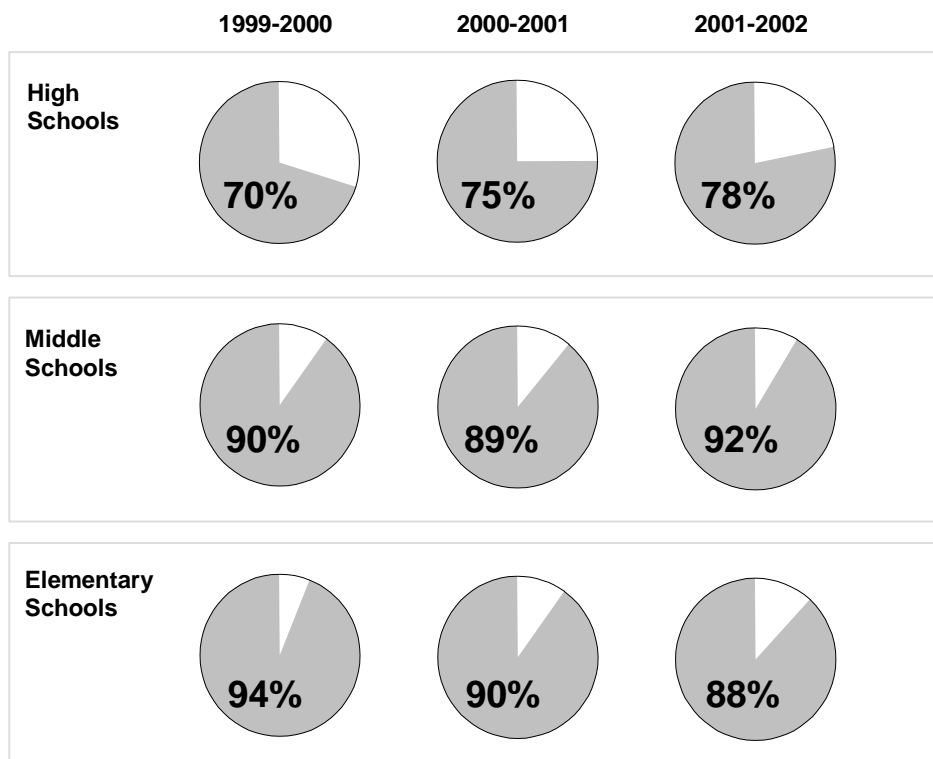 1999-2000 2000-2001 2001-2002
High
Schools
70% 75% 78%
Middle
Schools
90% 89% 92%
Elementary
Schools
94% 90% 88%